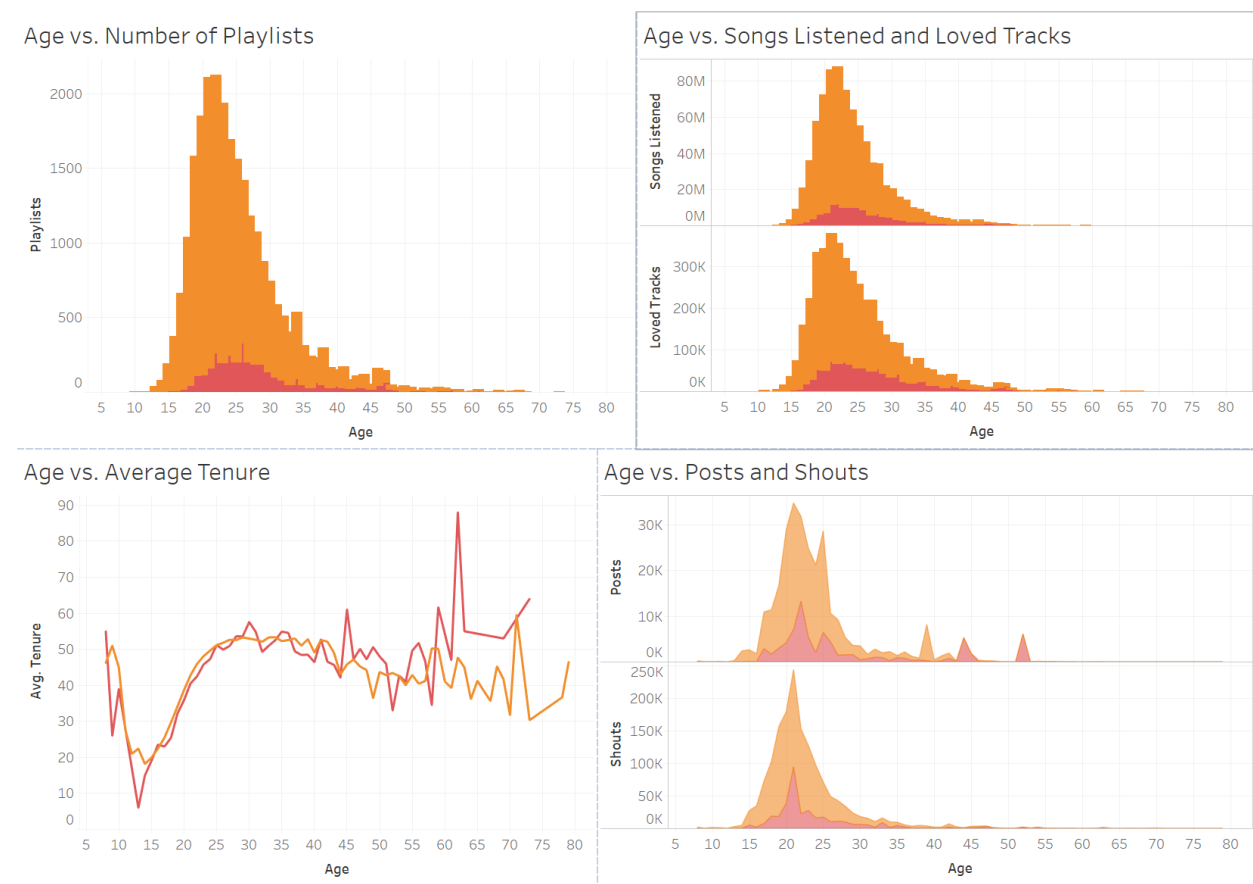 Age vs. Number of Playlists
Playlists
2000
1500
1000
500
0
5 10 15 20 25 30 35 40 45 50 55 60 65 70 75 80
Age
Age vs. Songs Listened and Loved Tracks
Songs Listened
80M
60M
40M
20M
0M
Loved Tracks
300K
200K
100K
0K
5 10 15 20 25 30 35 40 45 50 55 60 65 70 75 80
Age
Age vs. Average Tenure
Avg. Tenure
90
80
70
60
50
40
30
20
10
0
5 10 15 20 25 30 35 40 45 50 55 60 65 70 75 80
Age
Age vs. Posts and Shouts
Posts
30K
20K
10K
0K
Shouts
250K
200K
150K
100K
50K
0K
5 10 15 20 25 30 35 40 45 50 55 60 65 70 75 80
Age